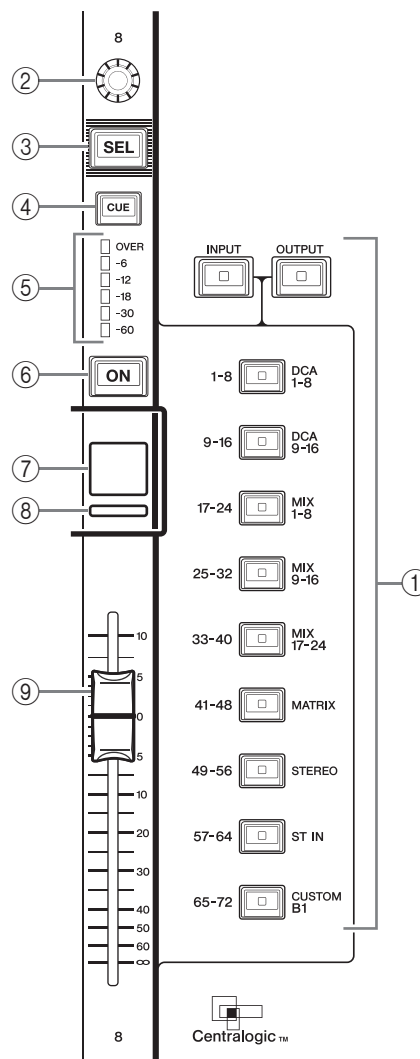 8
②
③
SEL
④
CUE
⑤
OVER
-6
-12
-18
-30
-60
⑥
ON
⑦
⑧
⑨
10
5
0
5
10
20
30
40
50
60
∞
8
INPUT
OUTPUT
1-8
DCA
1-8
9-16
DCA
9-16
17-24
MIX
1-8
25-32
MIX
9-16
33-40
MIX
17-24
41-48
MATRIX
49-56
STEREO
57-64
ST IN
65-72
CUSTOM
B1
①
Centralogic TM